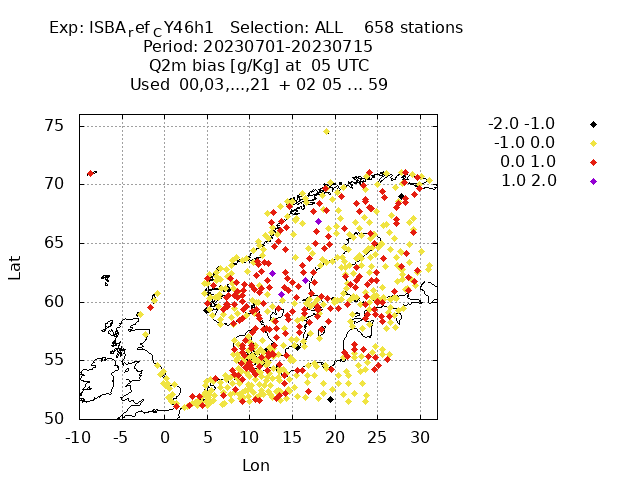 Exp: ISBA_ref_C Y46h1 Selection: ALL 658 stations
Period: 20230701-20230715
Q2m bias [g/Kg] at 05 UTC
Used 00,03,...,21 + 02 05 ... 59
-2.0 -1.0
-1.0 0.0
0.0 1.0
1.0 2.0
75
70
65
60
55
50
Lat
-10 -5 0 5 10 15 20 25 30
Lon